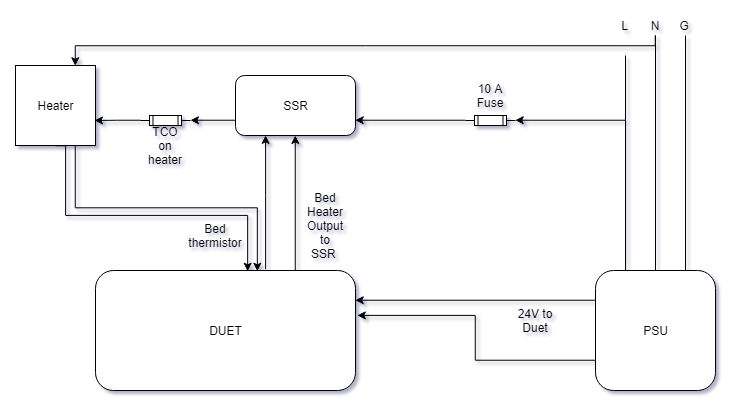 L N G
10 A
Fuse
Heater
SSR
TCO
on
heater
Bed
Heater
Output
to
SSR
Bed
thermistor
24V to
Duet
DUET
PSU